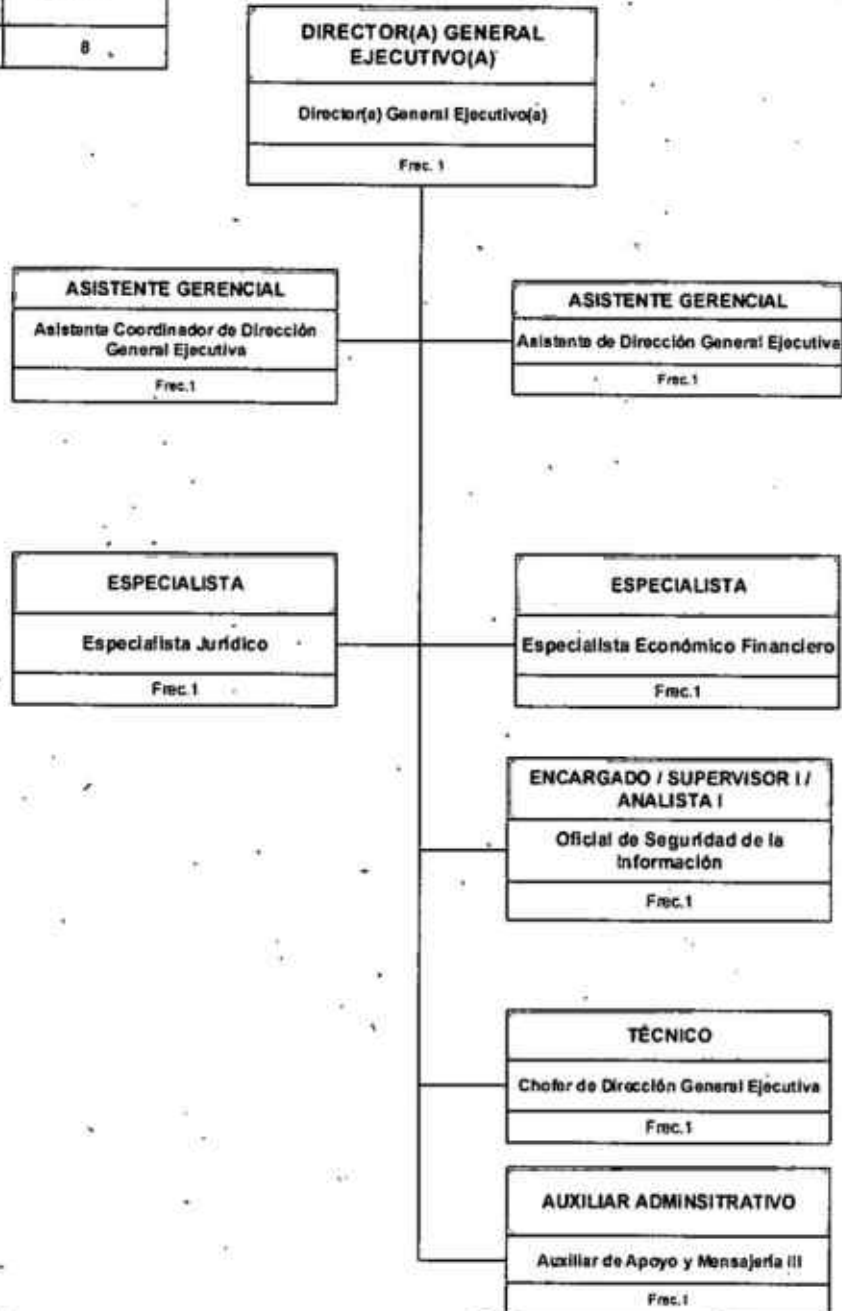 8
DIRECTOR(A) GENERAL
EJECUTIVO(A)
Director(a) General Ejecutivo(a)
Frec. 1
ASISTENTE GERENCIAL
Asistente Coordinador de Dirección
General Ejecutiva
Frec.1
ASISTENTE GERENCIAL
Asistente de Dirección General Ejecutiva
Frec.1
ESPECIALISTA
Especialista Jurídico
Frec.1
ESPECIALISTA
Especialista Económico Financiero
Frec.1
ENCARGADO / SUPERVISOR I /
ANALISTA I
Oficial de Seguridad de la
Información
Frec.1
TÉCNICO
Chofer de Dirección General Ejecutiva
Frec.1
AUXILIAR ADMINSITRATIVO
Auxiliar de Apoyo y Mensajería III
Frec.1